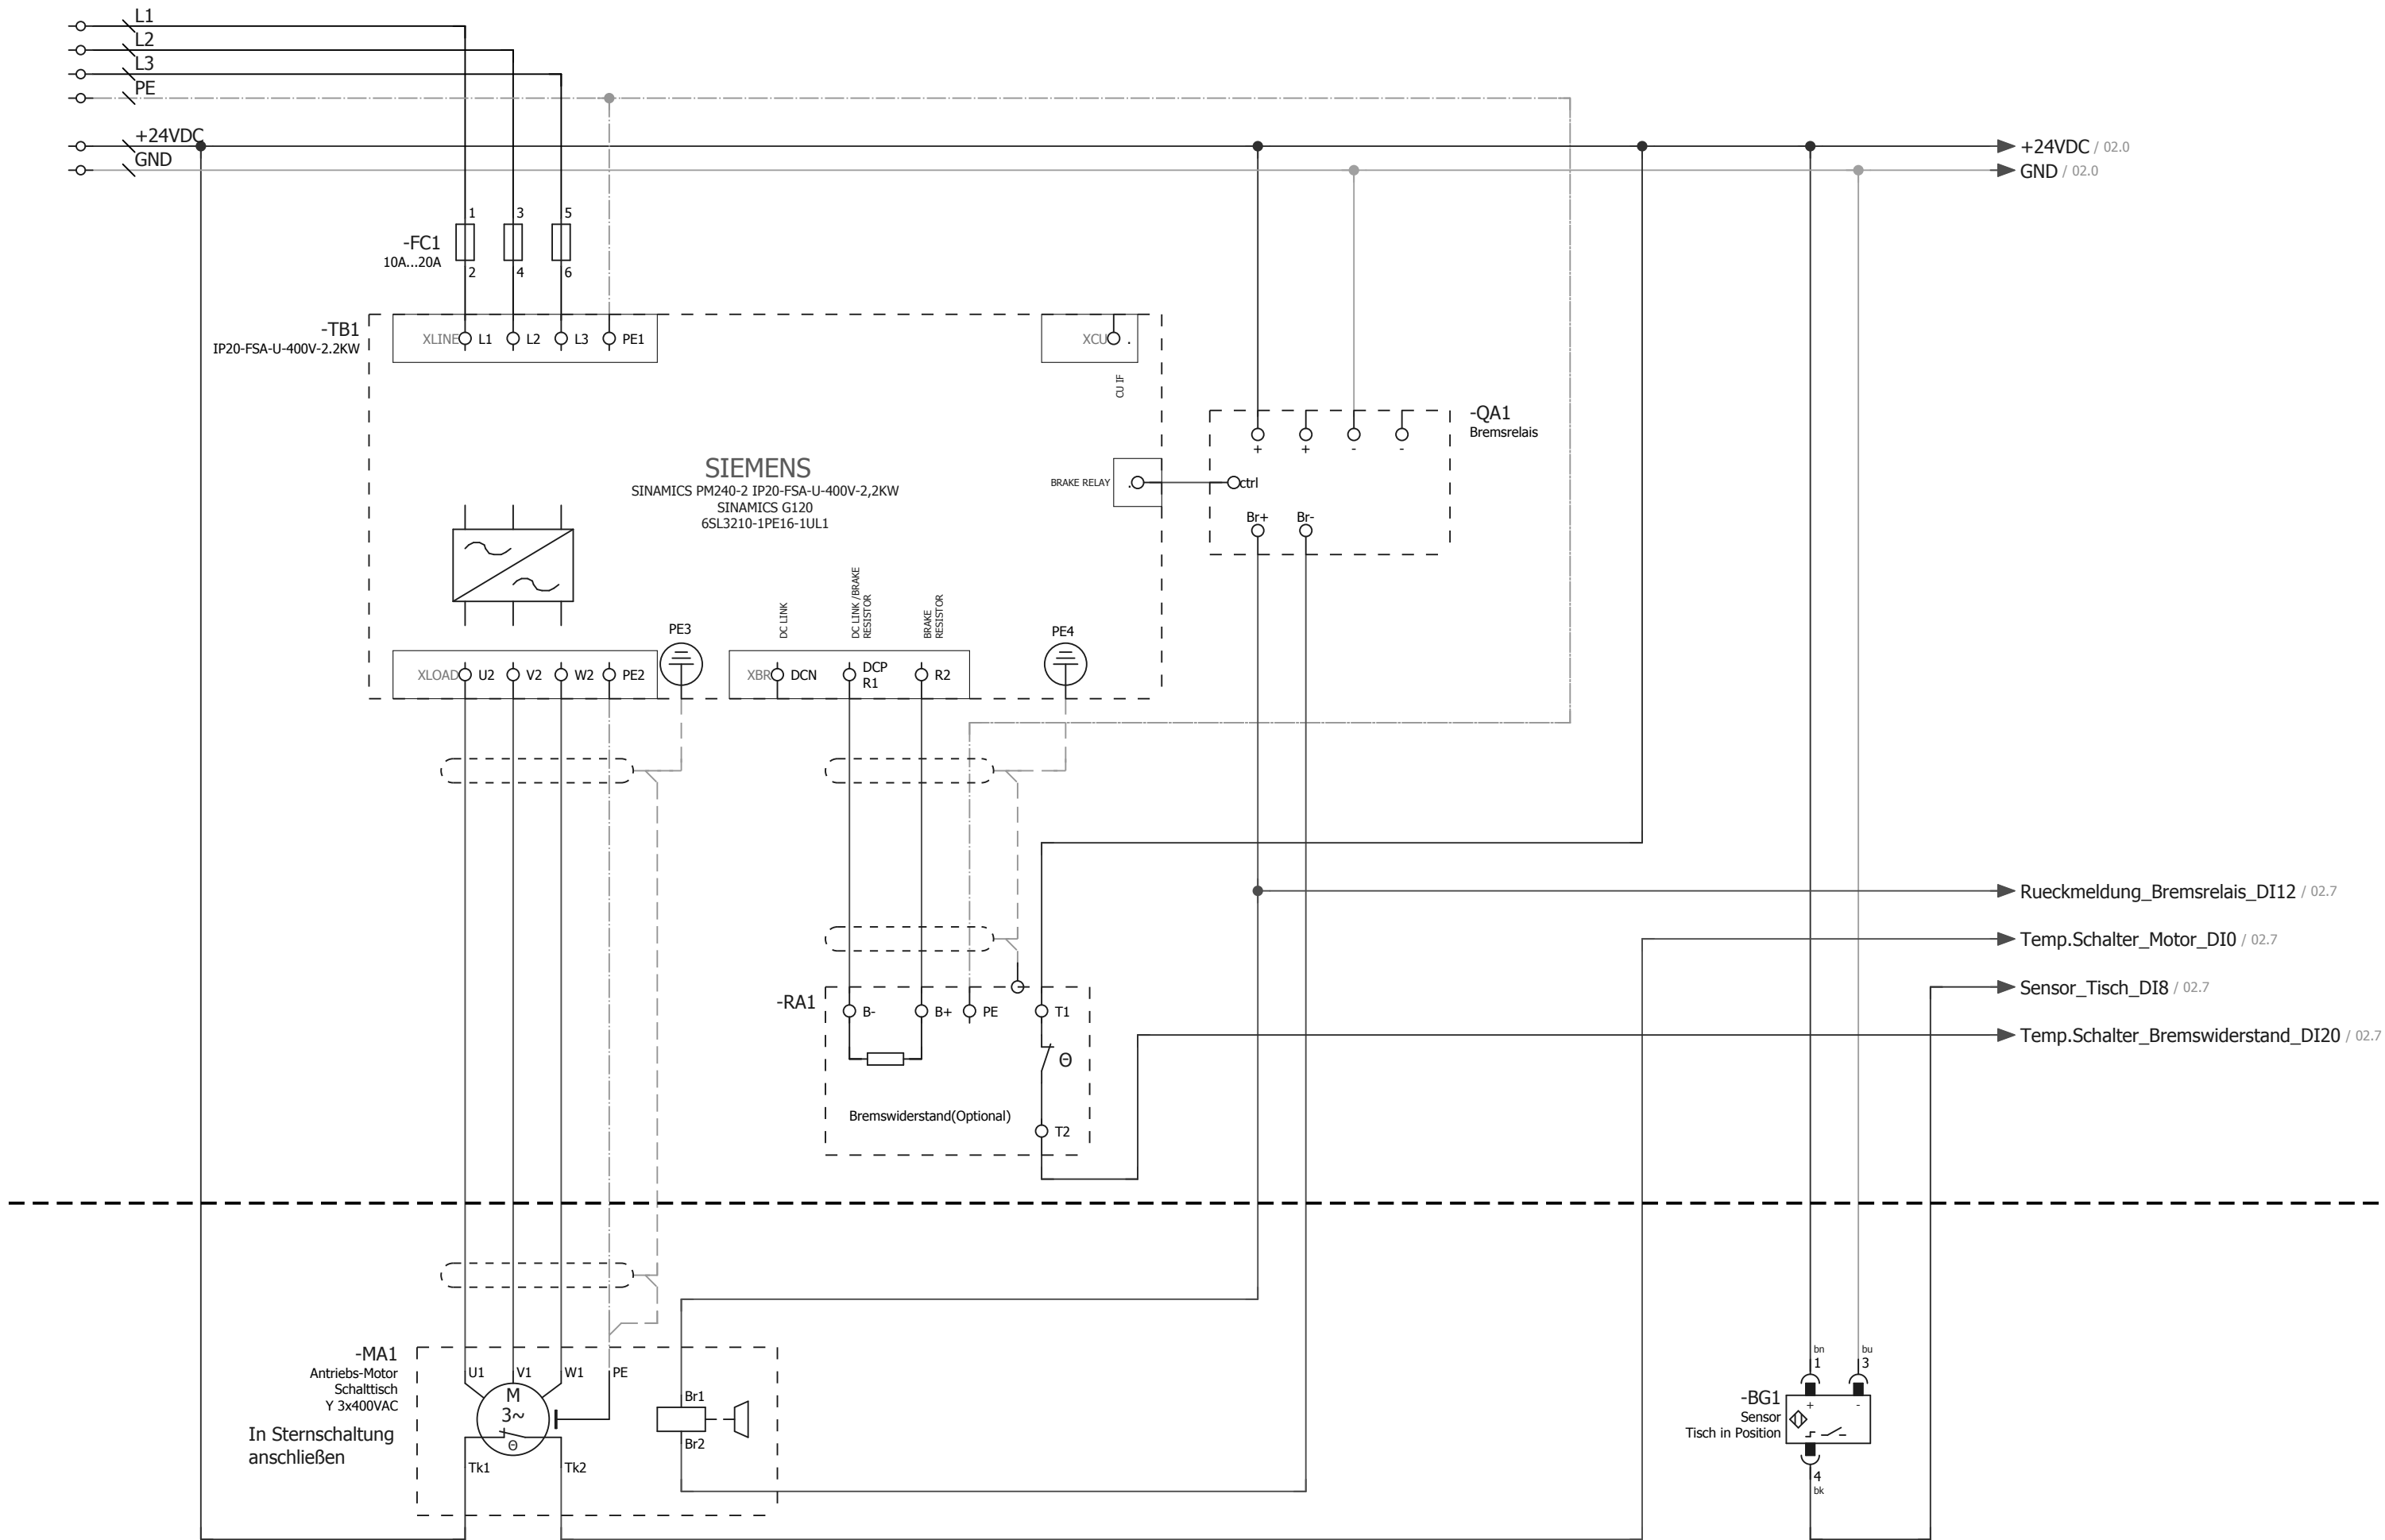 L1
L2
L3
PE
+24VDC
GND
+24VDC / 02.0
GND / 02.0
-FC1
10A...20A
1
3
5
2
4
6
-TB1
IP20-FSA-U-400V-2.2KW
XLINE
L1
L2
L3
PE1
XCU
.
CU IF
SIEMENS
SINAMICS PM240-2 IP20-FSA-U-400V-2,2KW
SINAMICS G120
6SL3210-1PE16-1UL1
BRAKE RELAY
.
-QA1
Bremsrelais
+
+
-
-
ctrl
Br+
Br-
DC LINK
DC LINK /BRAKE
RESISTOR
BRAKE
RESISTOR
PE3
PE4
XLOAD
U2
V2
W2
PE2
XBR
DCN
DCP
R1
R2
Rueckmeldung_Bremsrelais_DI12 / 02.7
Temp.Schalter_Motor_DI0 / 02.7
Sensor_Tisch_DI8 / 02.7
Temp.Schalter_Bremswiderstand_DI20 / 02.7
-RA1
B-
B+
PE
T1
Θ
Bremswiderstand(Optional)
T2
-MA1
Antriebs-Motor
Schalttisch
Y 3x400VAC
In Sternschaltung
anschließen
U1
V1
W1
PE
M
3~
Θ
Tk1
Tk2
Br1
Br2
-BG1
Sensor
Tisch in Position
bn
1
bu
3
+
-
4
bk